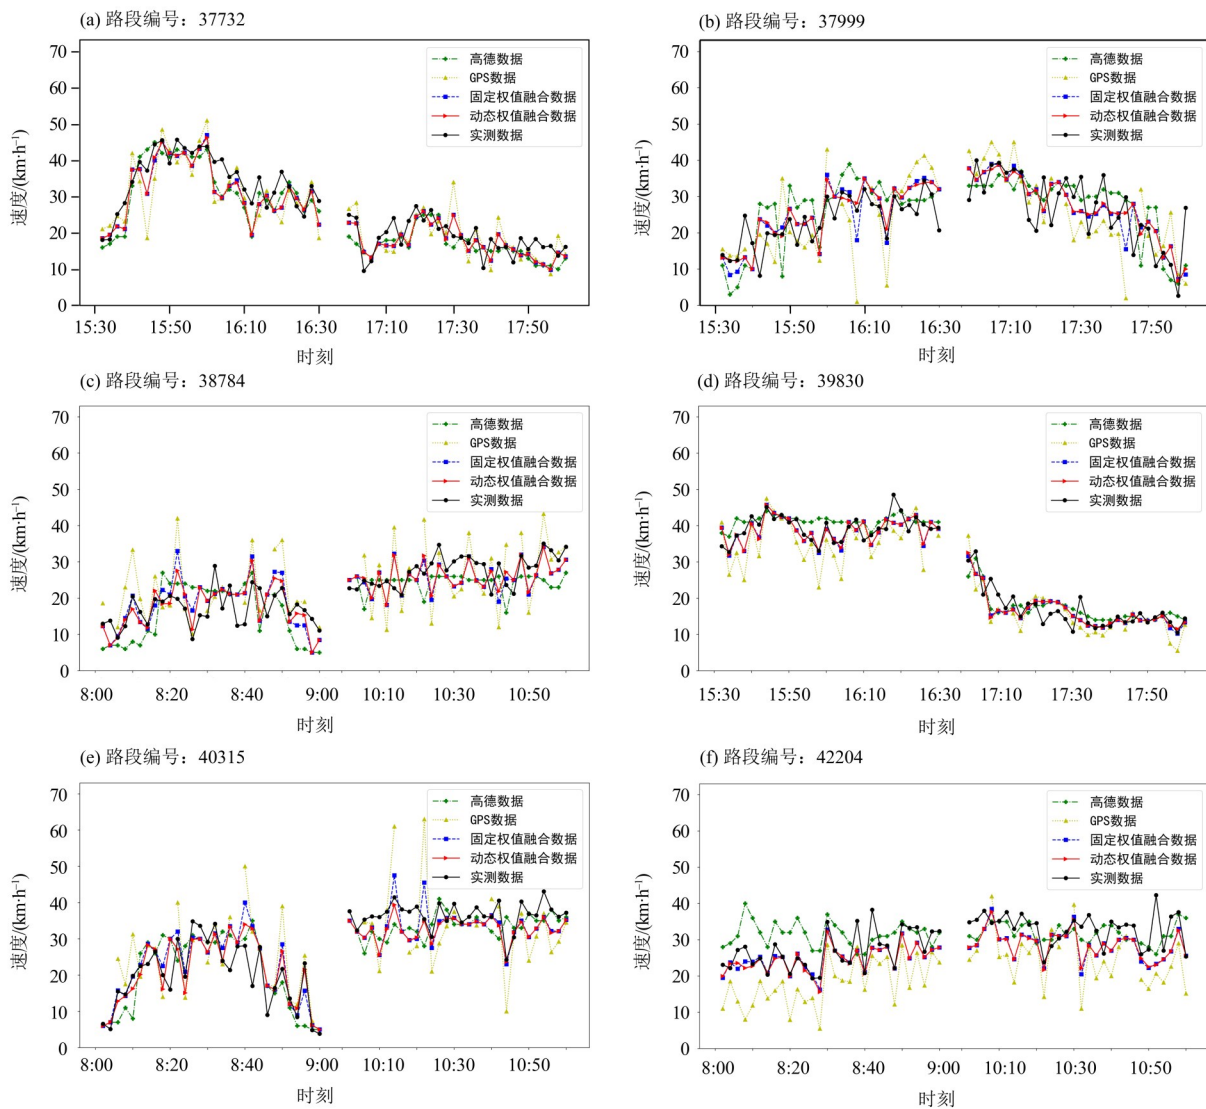 (a) 路段编号：37732
70
60
50
40
30
20
10
0
速度/(km·h⁻¹)
高德数据
GPS数据
固定权值融合数据
动态权值融合数据
实测数据
15:30 15:50 16:10 16:30 17:10 17:30 17:50
时刻
(b) 路段编号：37999
70
60
50
40
30
20
10
0
速度/(km·h⁻¹)
高德数据
GPS数据
固定权值融合数据
动态权值融合数据
实测数据
15:30 15:50 16:10 16:30 17:10 17:30 17:50
时刻
(c) 路段编号：38784
70
60
50
40
30
20
10
0
速度/(km·h⁻¹)
高德数据
GPS数据
固定权值融合数据
动态权值融合数据
实测数据
8:00 8:20 8:40 9:00 10:10 10:30 10:50
时刻
(d) 路段编号：39830
70
60
50
40
30
20
10
0
速度/(km·h⁻¹)
高德数据
GPS数据
固定权值融合数据
动态权值融合数据
实测数据
15:30 15:50 16:10 16:30 17:10 17:30 17:50
时刻
(e) 路段编号：40315
70
60
50
40
30
20
10
0
速度/(km·h⁻¹)
高德数据
GPS数据
固定权值融合数据
动态权值融合数据
实测数据
8:00 8:20 8:40 9:00 10:10 10:30 10:50
时刻
(f) 路段编号：42204
70
60
50
40
30
20
10
0
速度/(km·h⁻¹)
高德数据
GPS数据
固定权值融合数据
动态权值融合数据
实测数据
8:00 8:20 8:40 9:00 10:10 10:30 10:50
时刻